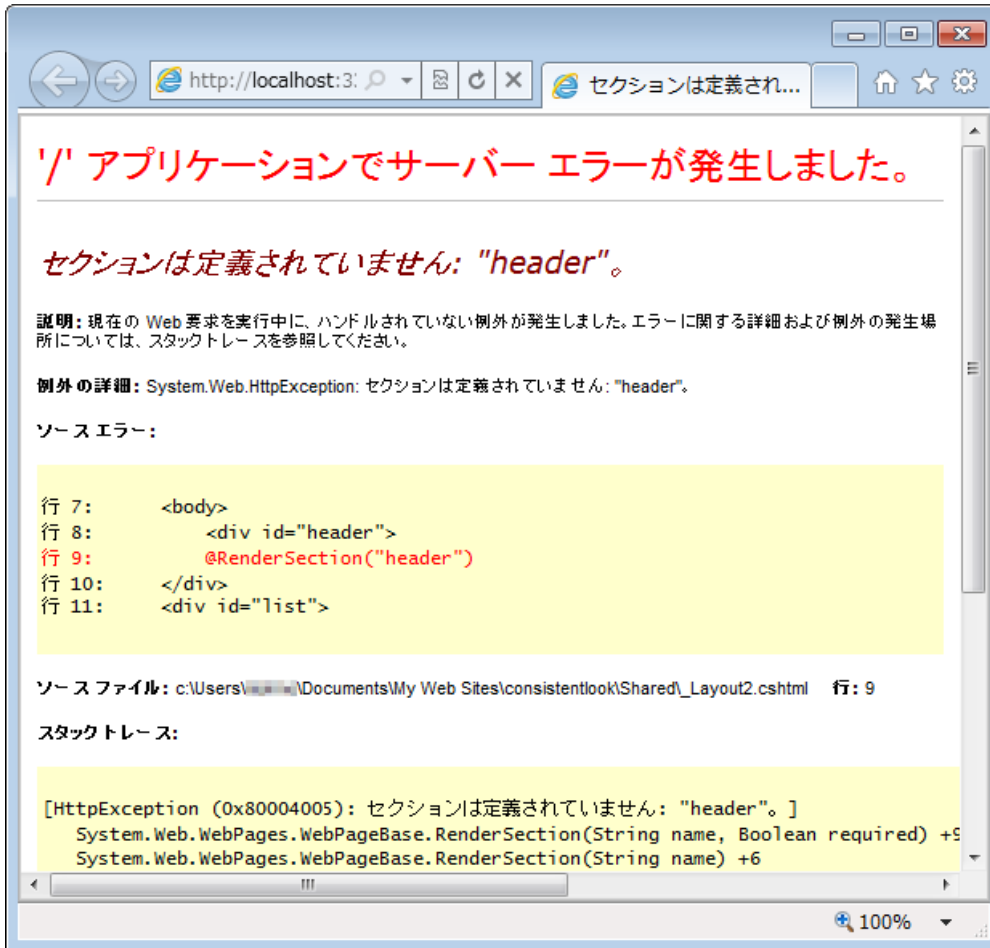 http://localhost:3
セクションは定義され...
'/' アプリケーションでサーバー エラーが発生しました。
セクションは定義されていません: "header"。
説明: 現在の Web 要求を実行中に、ハンドルされていない例外が発生しました。エラーに関する詳細および例外の発生場
所については、スタックトレースを参照してください。
例外の詳細: System.Web.HttpException: セクションは定義されていません: "header"。
ソース エラー:
行 7: <body>
行 8: <div id="header">
行 9: @RenderSection("header")
行 10: </div>
行 11: <div id="list">
ソース ファイル: c:\Users\ \Documents\My Web Sites\consistentlook\Shared\_Layout2.cshtml 行: 9
スタック トレース:
[HttpException (0x80004005): セクションは定義されていません: "header"。]
System.Web.WebPages.WebPageBase.RenderSection(String name, Boolean required) +9
System.Web.WebPages.WebPageBase.RenderSection(String name) +6
100%